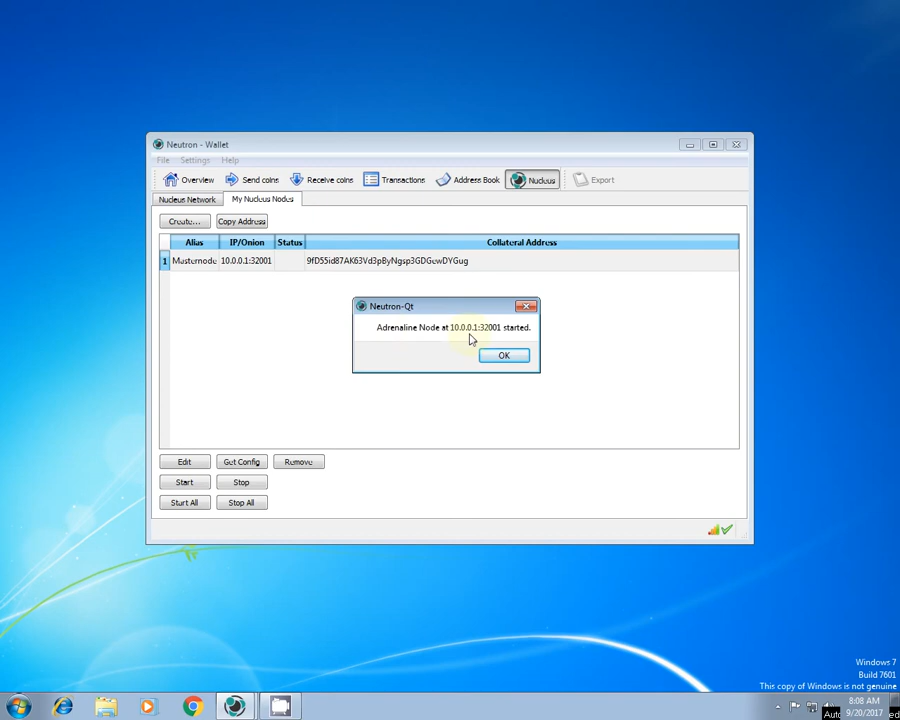 Neutron - Wallet
File Settings Help
Overview Send coins Receive coins Transactions Address Book Nucleus Export
Nucleus Network My Nucleus Nodes
Create... Copy Address
Alias IP/Onion Status Collateral Address
1 Masternode 10.0.0.1:32001 9fD55id87AK63Vd3pByNgsp3GDGewDYGug
Neutron-Qt
Adrenaline Node at 10.0.0.1:32001 started.
OK
Edit Get Config Remove
Start Stop
Start All Stop All
Windows 7
Build 7601
This copy of Windows is not genuine
8:08 AM
9/20/2017